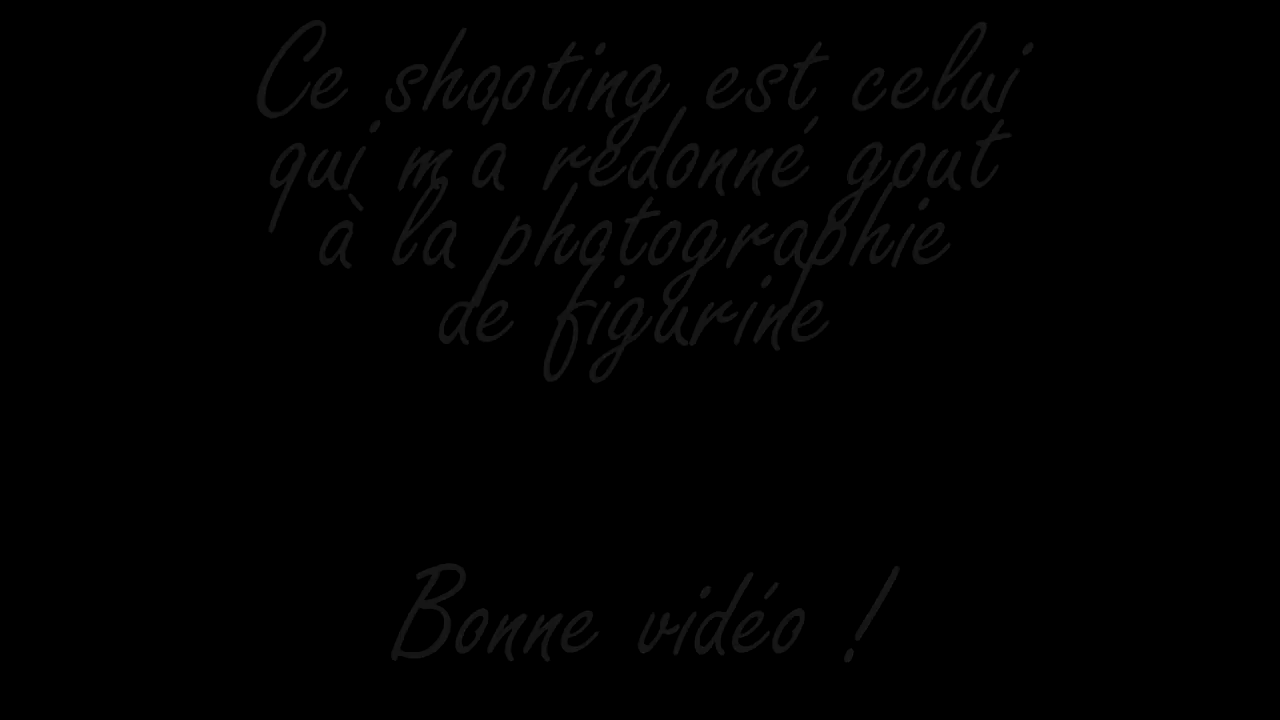 Ce shooting est celui
qui m'a redonné gout
à la photographie
de figurine
Bonne vidéo !